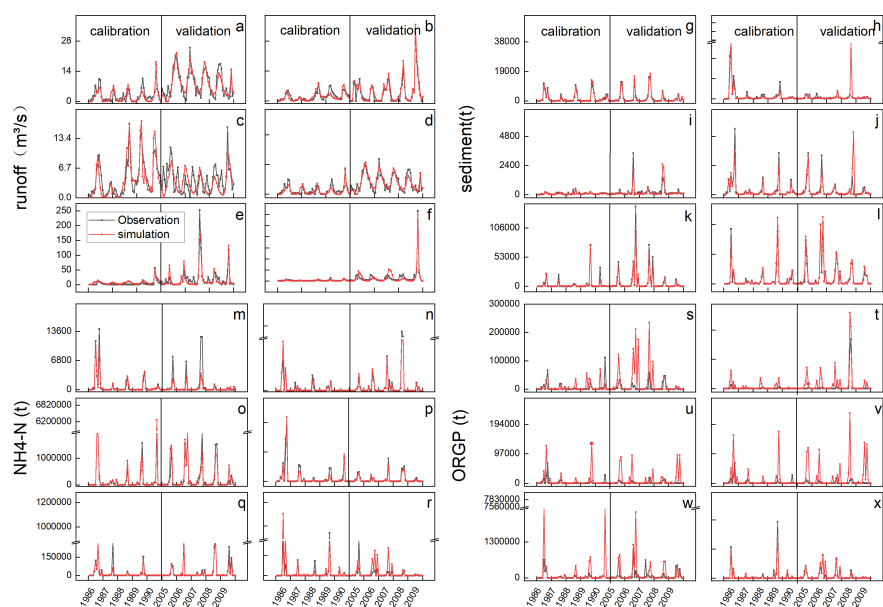 calibration validation a
b
calibration validation g
calibration validation h
28
14
0
38000
19000
0
runoff（m³/s）
sediment(t)
c
d
i
j
13.4
6.7
0.0
4800
2400
0
e
f
k
l
Observation
simulation
250
200
150
100
50
0
106000
53000
0
m
n
s
t
13600
6800
0
300000
200000
100000
0
NH4-N (t)
ORGP (t)
o
p
u
v
6820000
6200000
1000000
0
194000
97000
0
q
r
w
x
1200000
1000000
150000
0
7830000
7560000
1300000
0
1986 1987 1988 1989 1990 2005 2006 2007 2008 2009
1986 1987 1988 1989 1990 2005 2006 2007 2008 2009
1986 1987 1988 1989 1990 2005 2006 2007 2008 2009
1986 1987 1988 1989 1990 2005 2006 2007 2008 2009